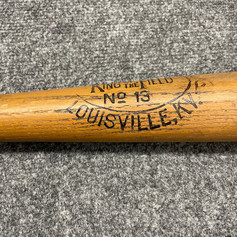 KING OF THE FIELD
No 13
LOUISVILLE, KY.